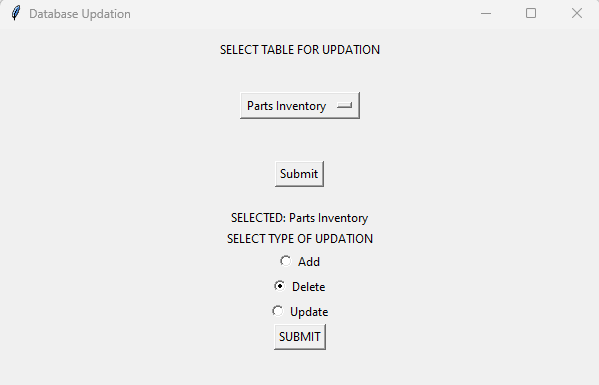 Database Updation
SELECT TABLE FOR UPDATION
Parts Inventory
Submit
SELECTED: Parts Inventory
SELECT TYPE OF UPDATION
Add
Delete
Update
SUBMIT